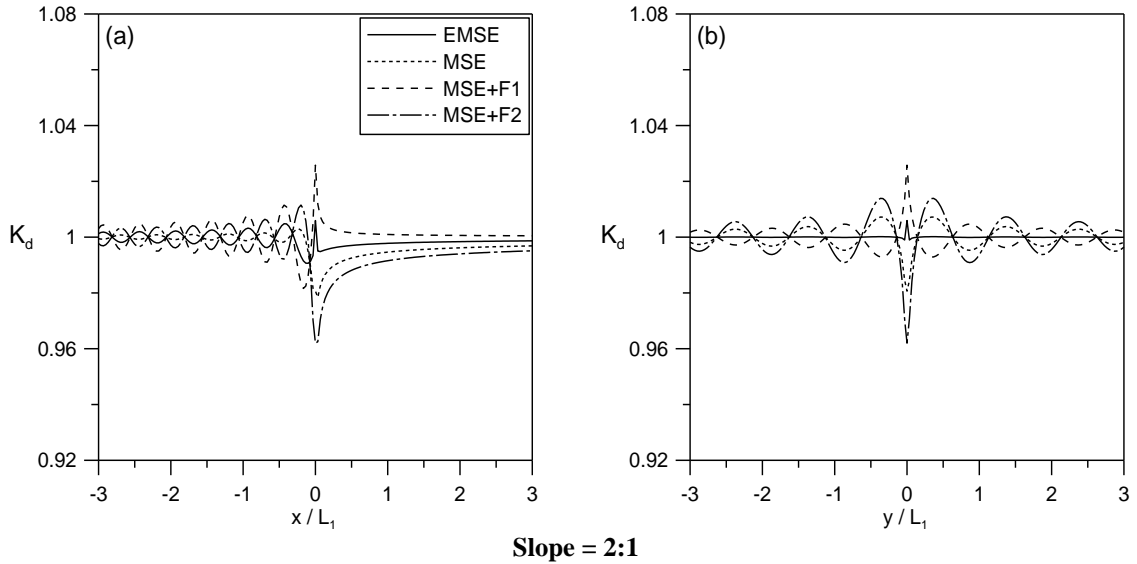 (a)
EMSE
MSE
MSE+F1
MSE+F2
1.08
1.04
1
0.96
0.92
K_d
-3 -2 -1 0 1 2 3
x / L_1
(b)
1.08
1.04
1
0.96
0.92
K_d
-3 -2 -1 0 1 2 3
y / L_1
Slope = 2:1